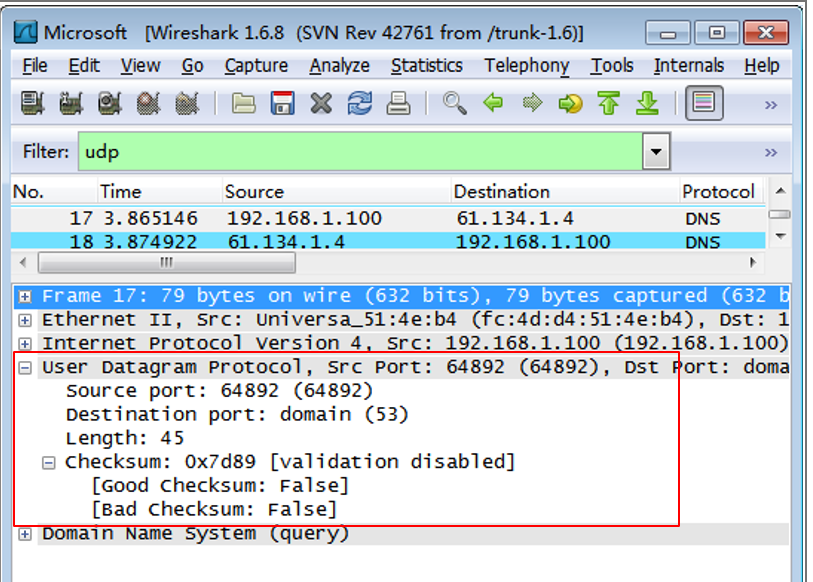 Microsoft [Wireshark 1.6.8 (SVN Rev 42761 from /trunk-1.6)]
File Edit View Go Capture Analyze Statistics Telephony Tools Internals Help
Filter: udp
No. Time Source Destination Protocol
17 3.865146 192.168.1.100 61.134.1.4 DNS
18 3.874922 61.134.1.4 192.168.1.100 DNS
Frame 17: 79 bytes on wire (632 bits), 79 bytes captured (632 b
Ethernet II, Src: Universa_51:4e:b4 (fc:4d:d4:51:4e:b4), Dst: 1
Internet Protocol Version 4, Src: 192.168.1.100 (192.168.1.100)
User Datagram Protocol, Src Port: 64892 (64892), Dst Port: doma
Source port: 64892 (64892)
Destination port: domain (53)
Length: 45
Checksum: 0x7d89 [validation disabled]
[Good Checksum: False]
[Bad Checksum: False]
Domain Name System (query)